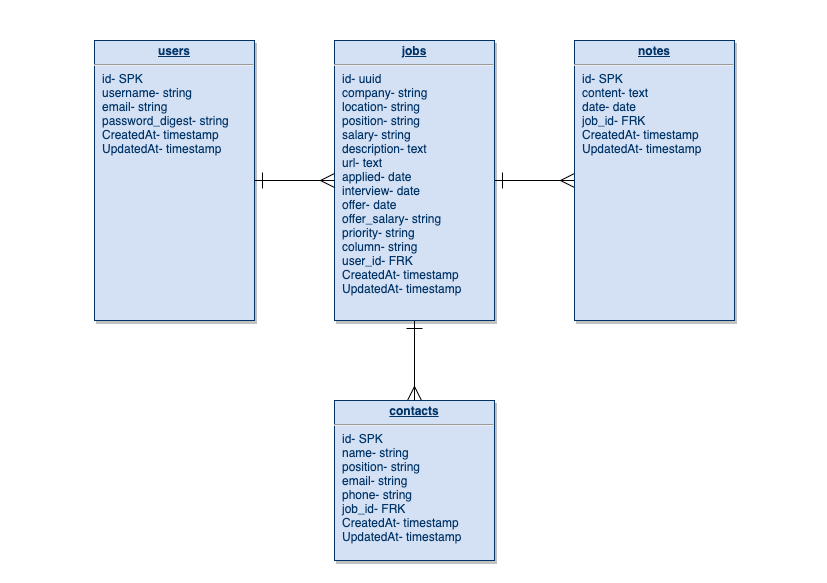 users
id- SPK
username- string
email- string
password_digest- string
CreatedAt- timestamp
UpdatedAt- timestamp
jobs
id- uuid
company- string
location- string
position- string
salary- string
description- text
url- text
applied- date
interview- date
offer- date
offer_salary- string
priority- string
column- string
user_id- FRK
CreatedAt- timestamp
UpdatedAt- timestamp
notes
id- SPK
content- text
date- date
job_id- FRK
CreatedAt- timestamp
UpdatedAt- timestamp
contacts
id- SPK
name- string
position- string
email- string
phone- string
job_id- FRK
CreatedAt- timestamp
UpdatedAt- timestamp